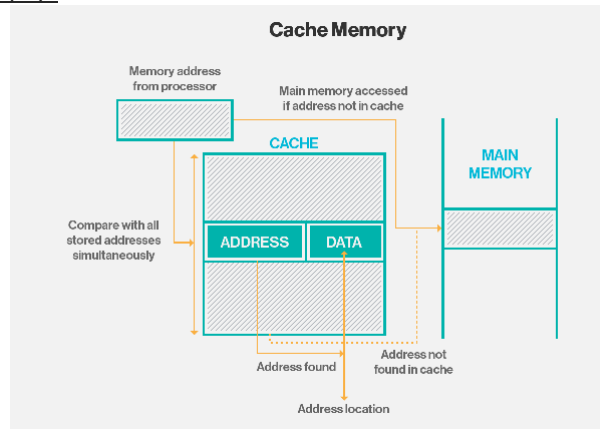 Cache Memory
Memory address
from processor
Main memory accessed
if address not in cache
CACHE
MAIN
MEMORY
Compare with all
stored addresses
simultaneously
ADDRESS
DATA
Address found
Address not
found in cache
Address location